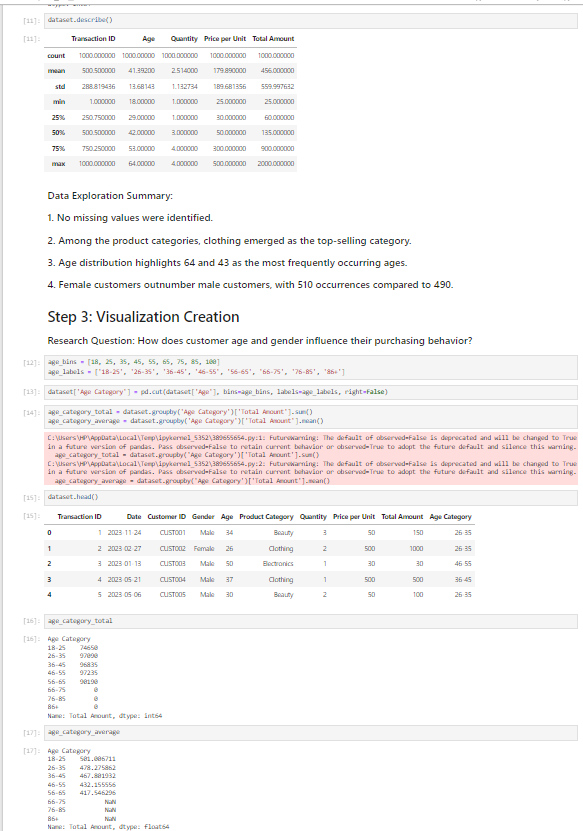 [11]: dataset.describe()
[11]: Transaction ID Age Quantity Price per Unit Total Amount
count 1000.000000 1000.00000 1000.000000 1000.000000 1000.000000
mean 500.500000 41.39200 2.514000 179.890000 456.000000
std 288.819436 13.68143 1.132734 189.681356 559.997632
min 1.000000 18.00000 1.000000 25.000000 25.000000
25% 250.750000 29.00000 1.000000 30.000000 60.000000
50% 500.500000 42.00000 3.000000 50.000000 135.000000
75% 750.250000 53.00000 4.000000 300.000000 900.000000
max 1000.000000 64.00000 4.000000 500.000000 2000.000000
Data Exploration Summary:
1. No missing values were identified.
2. Among the product categories, clothing emerged as the top-selling category.
3. Age distribution highlights 64 and 43 as the most frequently occurring ages.
4. Female customers outnumber male customers, with 510 occurrences compared to 490.
Step 3: Visualization Creation
Research Question: How does customer age and gender influence their purchasing behavior?
[12]: age_bins = [18, 25, 35, 45, 55, 65, 75, 85, 100]
age_labels = ['18-25', '26-35', '36-45', '46-55', '56-65', '66-75', '76-85', '86+']
[13]: dataset['Age Category'] = pd.cut(dataset['Age'], bins=age_bins, labels=age_labels, right=False)
[14]: age_category_total = dataset.groupby('Age Category')['Total Amount'].sum()
age_category_average = dataset.groupby('Age Category')['Total Amount'].mean()
C:\Users\HP\AppData\Local\Temp\ipykernel_5352\389655654.py:1: FutureWarning: The default of observed=False is deprecated and will be changed to True
in a future version of pandas. Pass observed=False to retain current behavior or observed=True to adopt the future default and silence this warning.
age_category_total = dataset.groupby('Age Category')['Total Amount'].sum()
C:\Users\HP\AppData\Local\Temp\ipykernel_5352\389655654.py:2: FutureWarning: The default of observed=False is deprecated and will be changed to True
in a future version of pandas. Pass observed=False to retain current behavior or observed=True to adopt the future default and silence this warning.
age_category_average = dataset.groupby('Age Category')['Total Amount'].mean()
[15]: dataset.head()
[15]: Transaction ID Date Customer ID Gender Age Product Category Quantity Price per Unit Total Amount Age Category
0 1 2023-11-24 CUST001 Male 34 Beauty 3 50 150 26-35
1 2 2023-02-27 CUST002 Female 26 Clothing 2 500 1000 26-35
2 3 2023-01-13 CUST003 Male 50 Electronics 1 30 30 46-55
3 4 2023-05-21 CUST004 Male 37 Clothing 1 500 500 36-45
4 5 2023-05-06 CUST005 Male 30 Beauty 2 50 100 26-35
[16]: age_category_total
[16]: Age Category
18-25 74650
26-35 97090
36-45 96835
46-55 97235
56-65 90190
66-75 0
76-85 0
86+ 0
Name: Total Amount, dtype: int64
[17]: age_category_average
[17]: Age Category
18-25 501.006711
26-35 478.275862
36-45 467.801932
46-55 432.155556
56-65 417.546296
66-75 NaN
76-85 NaN
86+ NaN
Name: Total Amount, dtype: float64